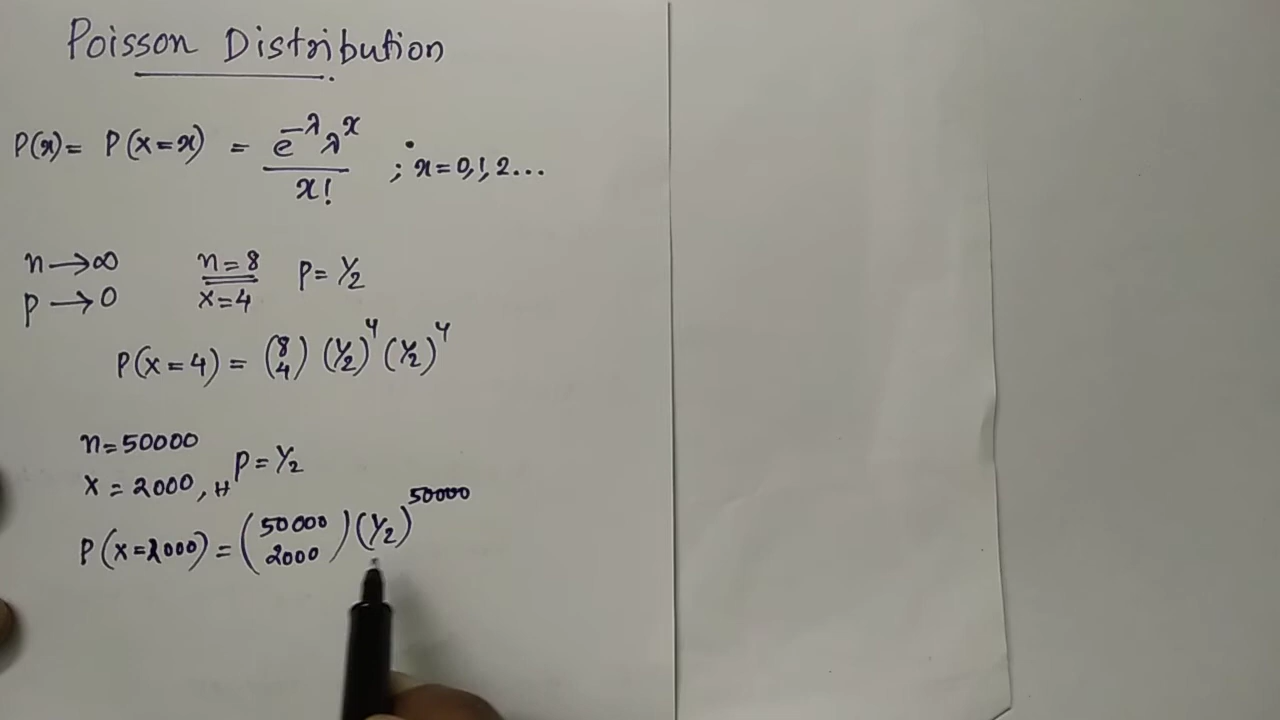 Poisson Distribution
P(x) = P(X=x) = e^-λ λ^x / x! ; x=0,1,2...
n→∞ n=8 P=1/2
p→0 X=4
P(X=4) = (8 4) (1/2)^4 (1/2)^4
n=50000
X=2000, H P=1/2
P(X=2000) = (50000 2000) (1/2)^50000